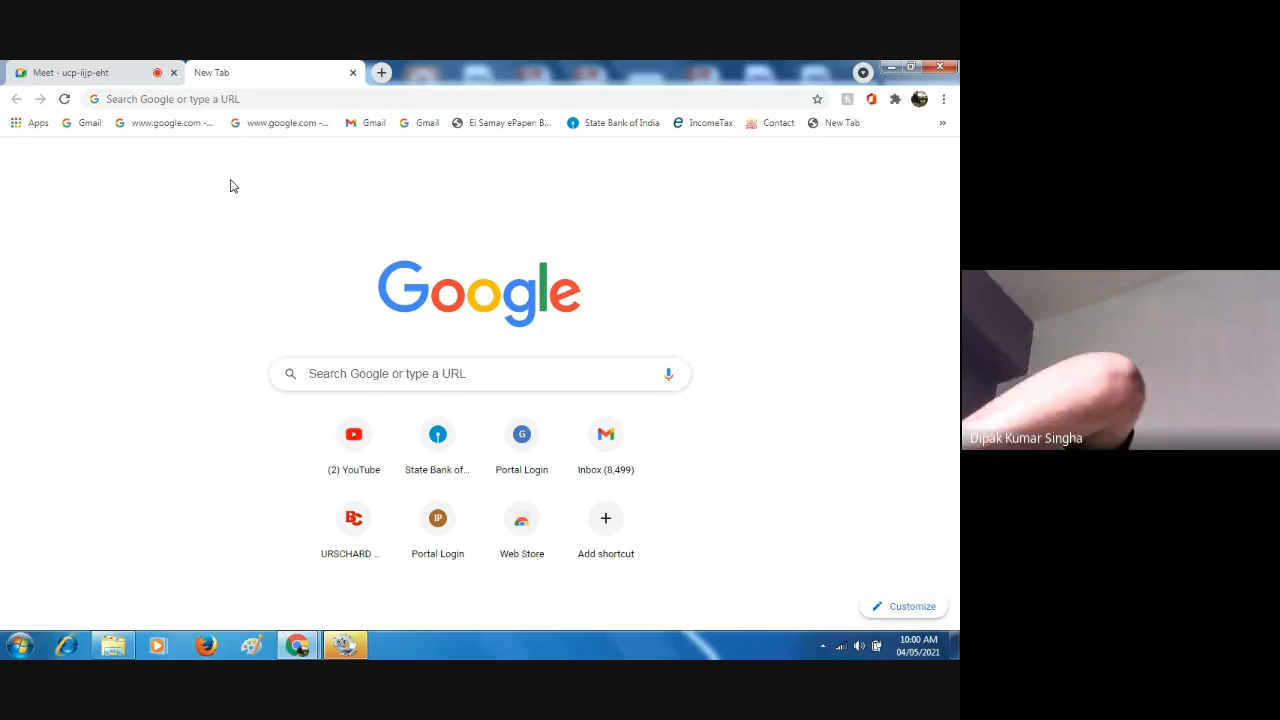 Meet - ucp-iijp-eht
New Tab
Search Google or type a URL
Apps Gmail www.google.com -... www.google.com -... Gmail Gmail Ei Samay ePaper: B... State Bank of India IncomeTax Contact New Tab »
Google
Search Google or type a URL
(2) YouTube State Bank of... Portal Login Inbox (8,499)
URSCHARD ... Portal Login Web Store Add shortcut
Customize
10:00 AM
04/05/2021
Dipak Kumar Singha